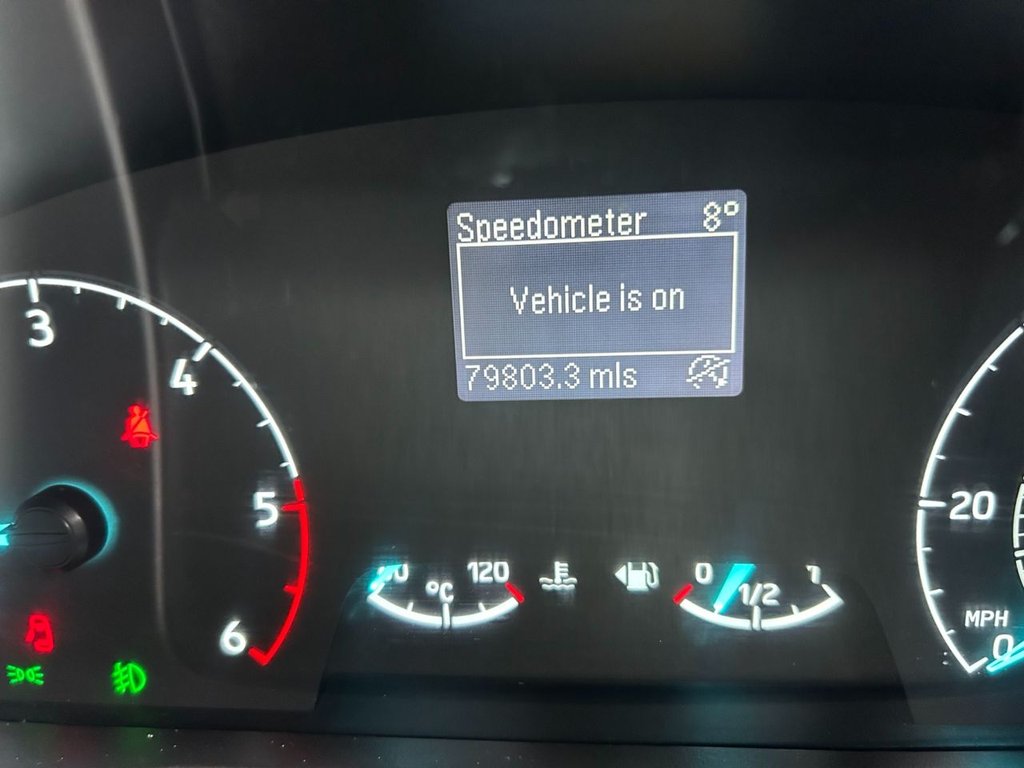 Speedometer 8°
Vehicle is on
79803.3 mls
3
4
5
6
°C
120
0
1/2
1
20
MPH
0